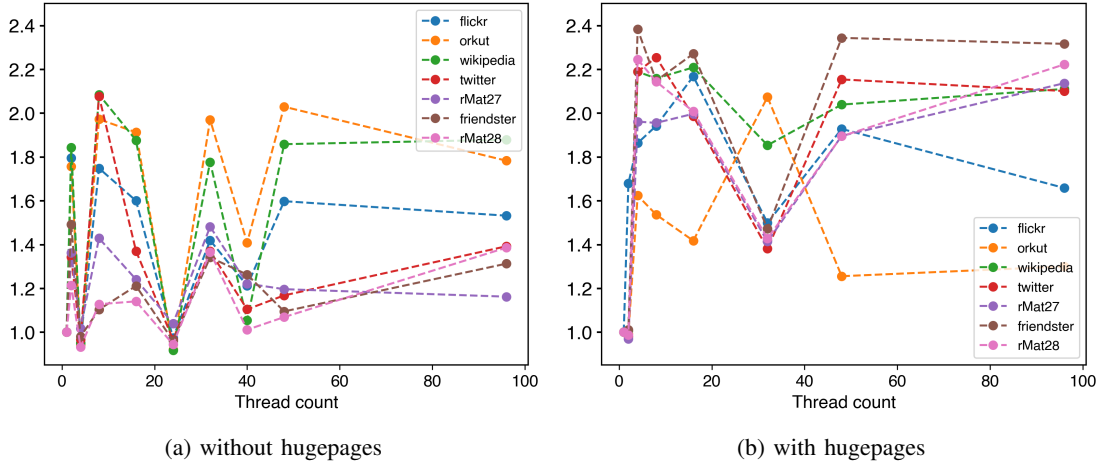 2.4
2.2
2.0
1.8
1.6
1.4
1.2
1.0
0 20 40 60 80 100
Thread count
flickr
orkut
wikipedia
twitter
rMat27
friendster
rMat28
(a) without hugepages
2.4
2.2
2.0
1.8
1.6
1.4
1.2
1.0
0 20 40 60 80 100
Thread count
flickr
orkut
wikipedia
twitter
rMat27
friendster
rMat28
(b) with hugepages